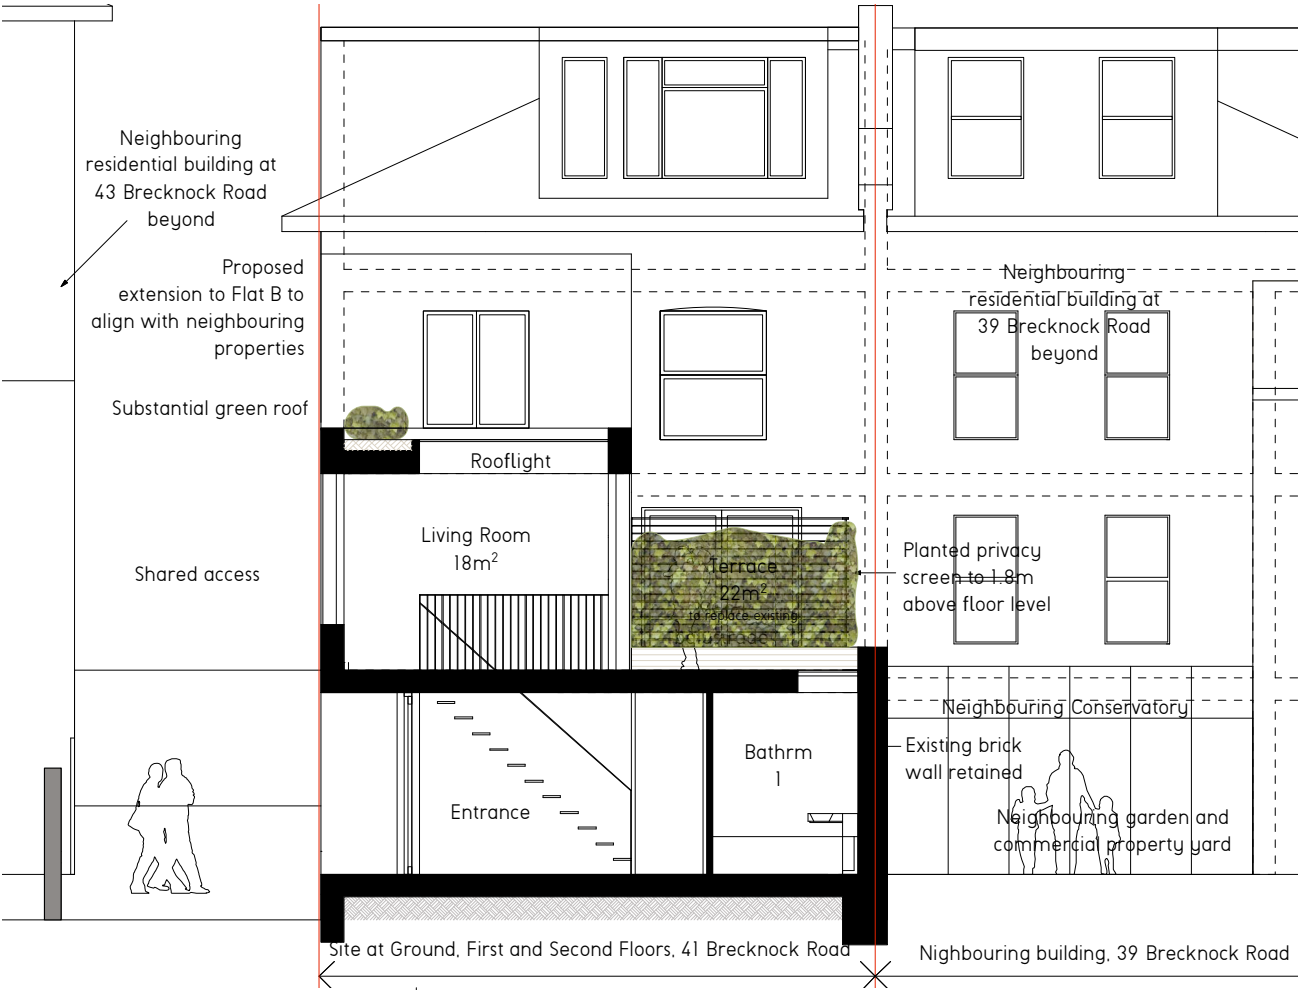 Neighbouring
residential building at
43 Brecknock Road
beyond
Proposed
extension to Flat B to
align with neighbouring
properties
Substantial green roof
Rooflight
Living Room
18m²
Shared access
Terrace
22m²
to replace existing
Neighbouring
residential building at
39 Brecknock Road
beyond
Planted privacy
screen to 1.8m
above floor level
Neighbouring Conservatory
Existing brick
wall retained
Bathrm
1
Entrance
Neighbouring garden and
commercial property yard
Site at Ground, First and Second Floors, 41 Brecknock Road
Nighbouring building, 39 Brecknock Road